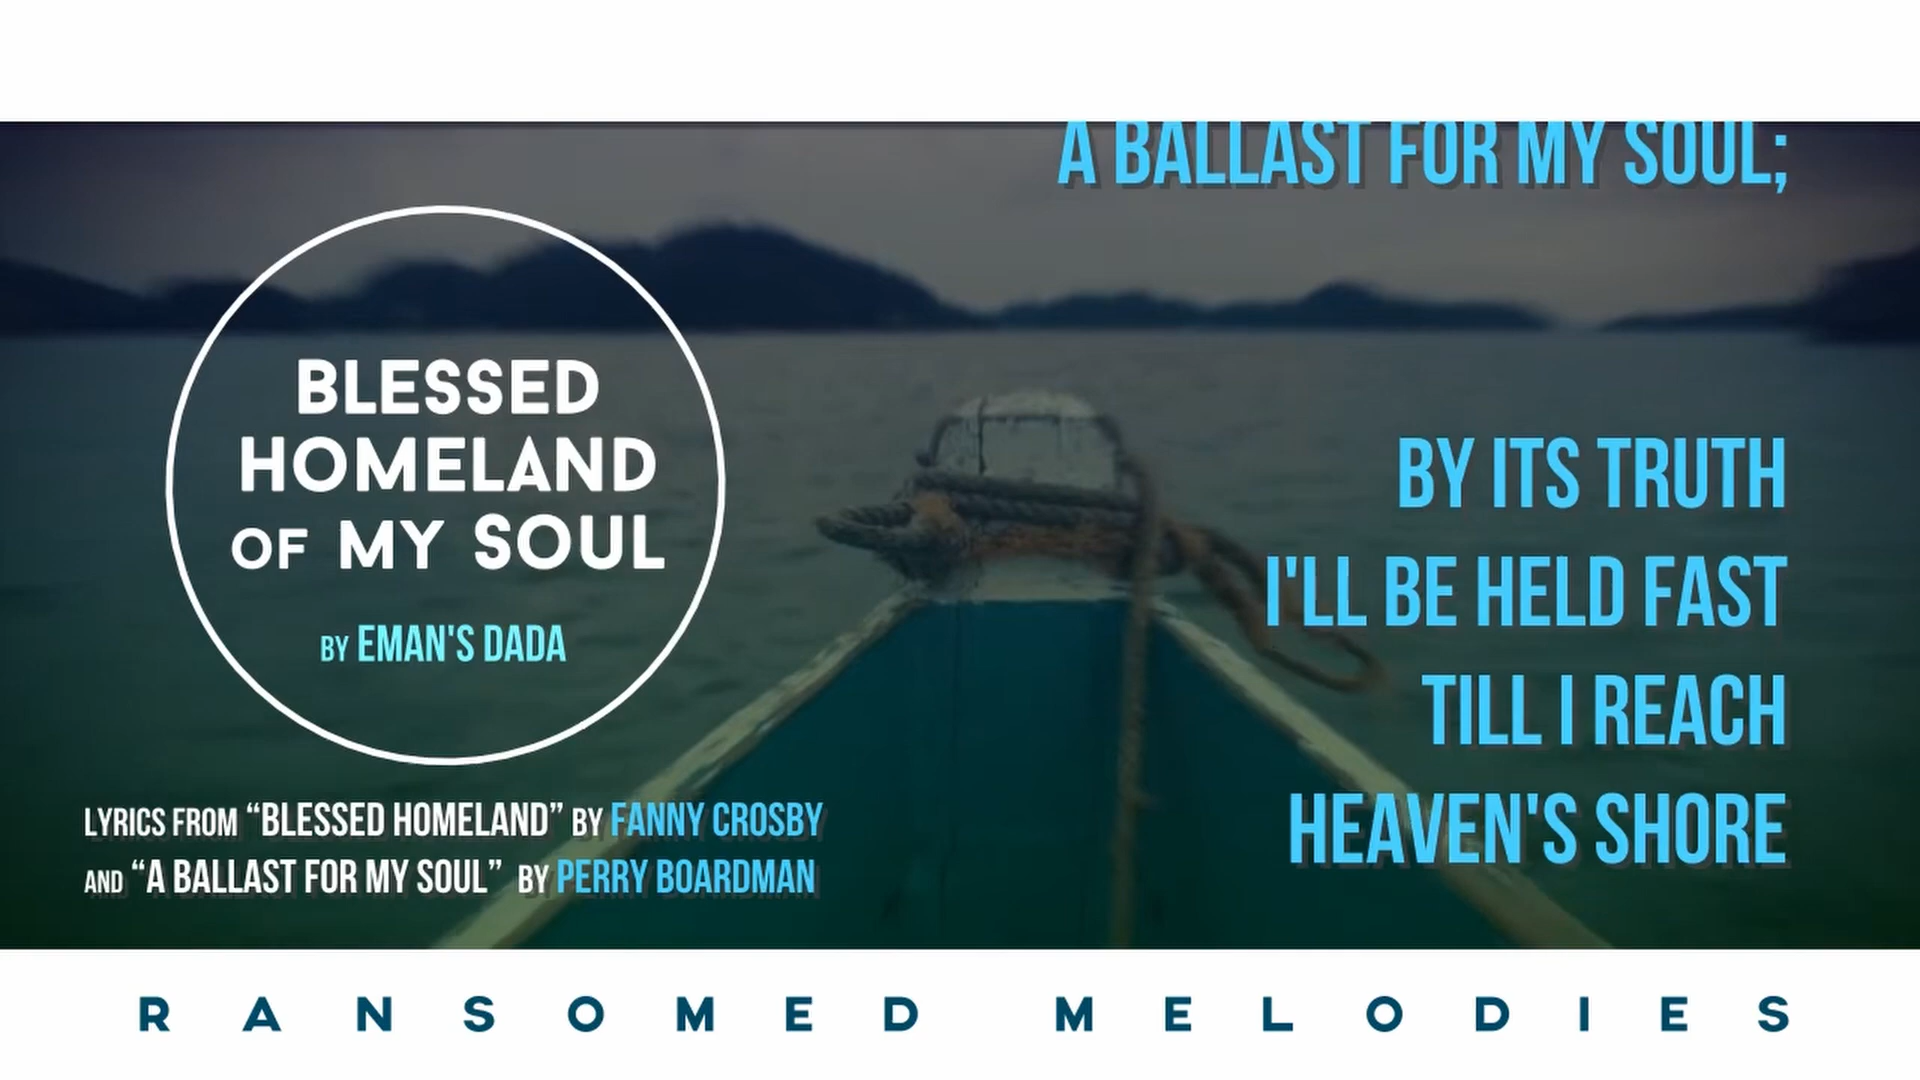 A BALLAST FOR MY SOUL;
BLESSED
HOMELAND
OF MY SOUL
BY EMAN'S DADA
BY ITS TRUTH
I'LL BE HELD FAST
TILL I REACH
HEAVEN'S SHORE
LYRICS FROM “BLESSED HOMELAND” BY FANNY CROSBY
AND “A BALLAST FOR MY SOUL” BY PERRY BOARDMAN
RANSOMED MELODIES